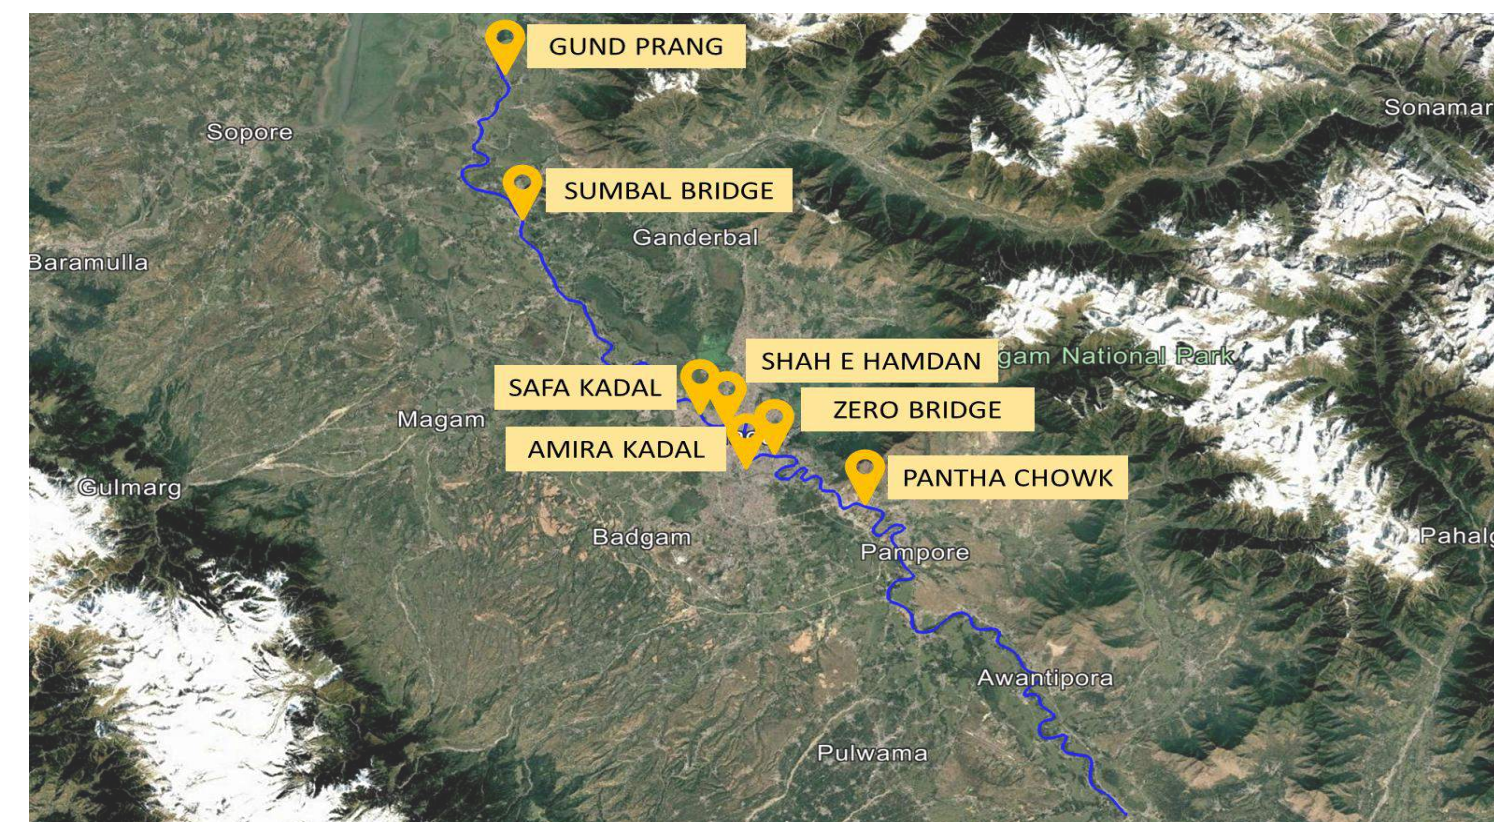 GUND PRANG
Sonamar
Sopore
SUMBAL BRIDGE
Ganderbal
Baramulla
SHAH E HAMDAN
gam National Park
SAFA KADAL
ZERO BRIDGE
Magam
AMIRA KADAL
PANTHA CHOWK
Gulmarg
Badgam
Pahalg
Pampore
Awantipora
Pulwama